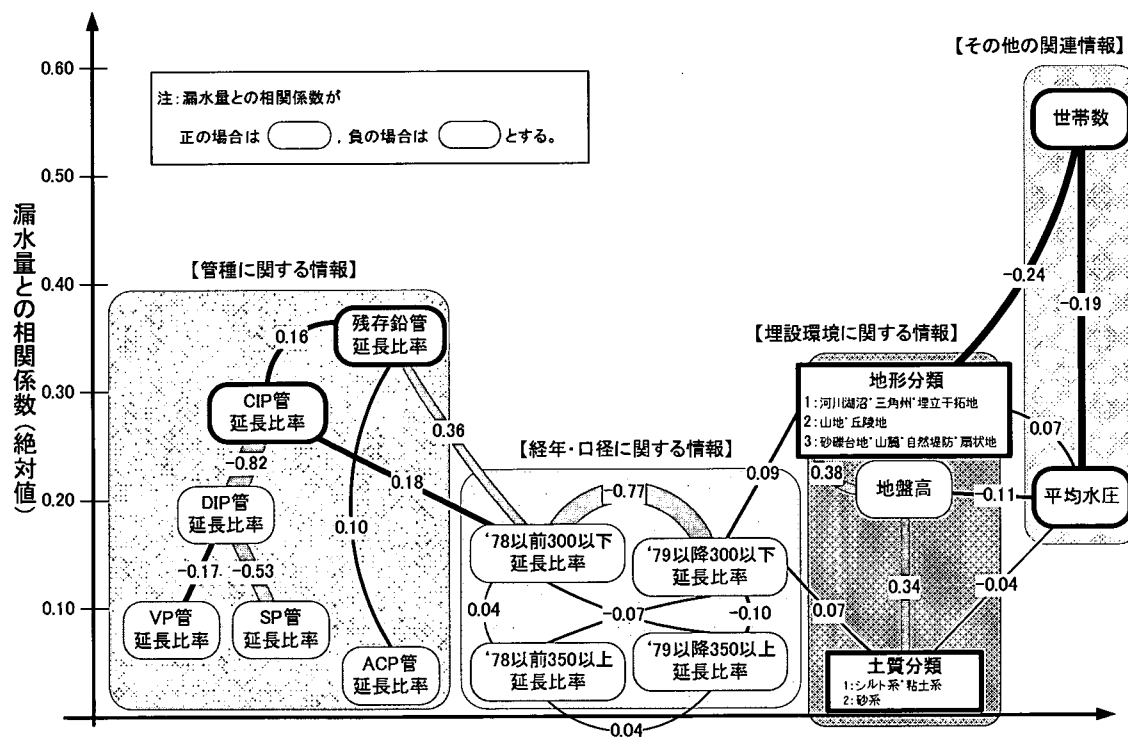 【その他の関連情報】
0.60
注：漏水量との相関係数が
正の場合は　　，負の場合は　　とする。
世帯数
0.50
漏水量との相関係数（絶対値）
0.40
【管種に関する情報】
-0.24
-0.19
残存鉛管
延長比率
0.16
【埋設環境に関する情報】
0.30
CIP管
延長比率
地形分類
1：河川湖沼・三角州・埋立干拓地
2：山地・丘陵地
3：砂礫台地・山麓・自然堤防・扇状地
0.36
【経年・口径に関する情報】
0.07
-0.82
0.18
0.09
0.38
-0.77
地盤高
-0.11
平均水圧
0.20
DIP管
延長比率
0.10
'78以前300以下
延長比率
'79以降300以下
延長比率
-0.17
-0.53
0.34
-0.04
0.10
VP管
延長比率
SP管
延長比率
0.04
-0.07
-0.10
0.07
ACP管
延長比率
'78以前350以上
延長比率
'79以降350以上
延長比率
土質分類
1：シルト系・粘土系
2：砂系
0.04